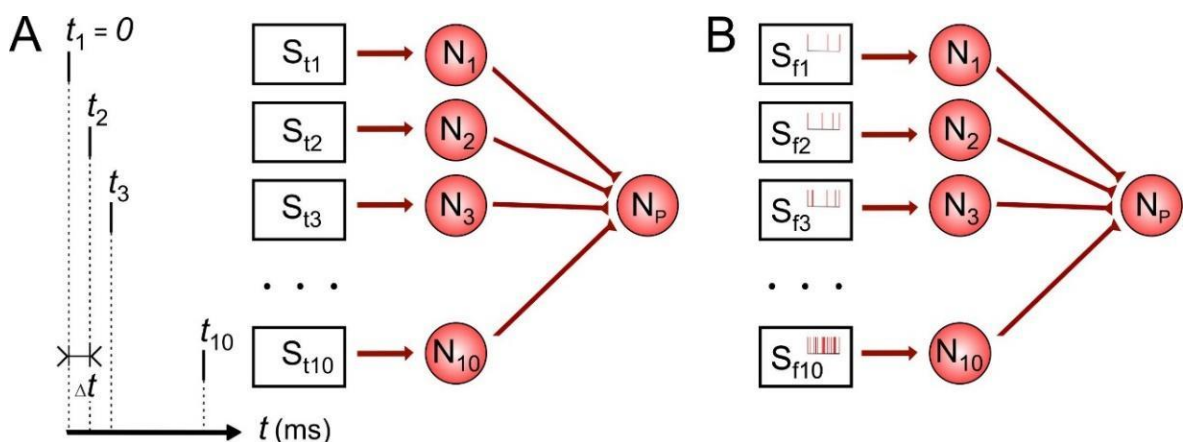 A
t1 = 0
t2
t3
t10
Δt
t (ms)
St1
N1
St2
N2
St3
N3
NP
. . .
St10
N10
B
Sf1
N1
Sf2
N2
Sf3
N3
NP
. . .
Sf10
N10